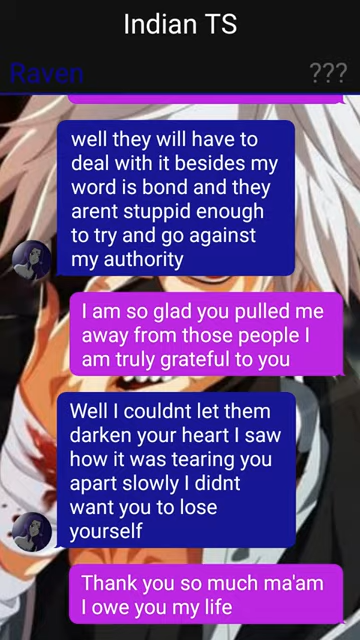 Indian TS
Raven
???
well they will have to
deal with it besides my
word is bond and they
arent stuppid enough
to try and go against
my authority
I am so glad you pulled me
away from those people I
am truly grateful to you
Well I couldnt let them
darken your heart I saw
how it was tearing you
apart slowly I didnt
want you to lose
yourself
Thank you so much ma'am
I owe you my life